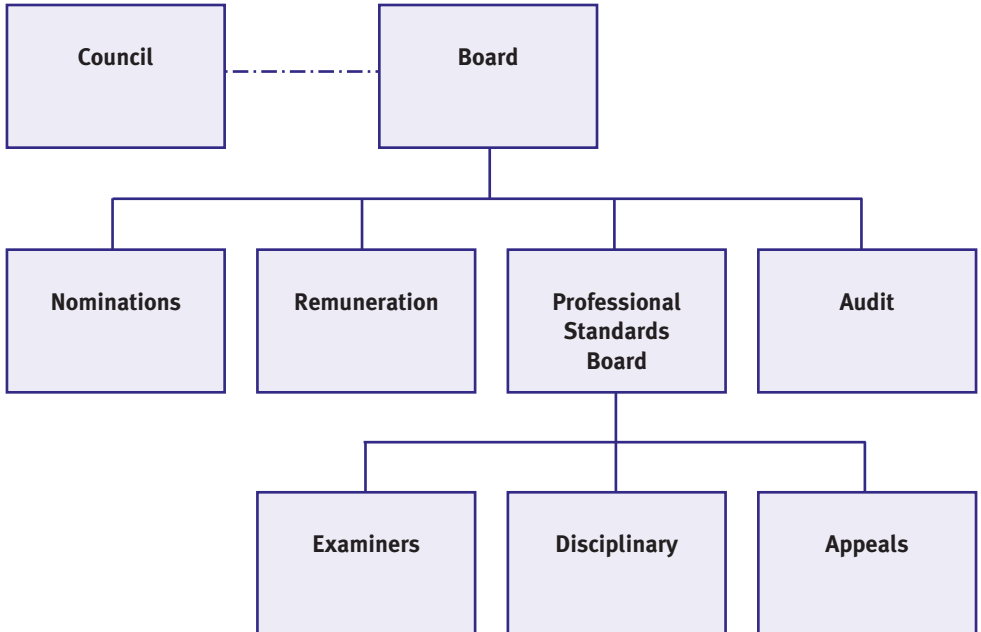 Council
Board
Nominations
Remuneration
Professional
Standards
Board
Audit
Examiners
Disciplinary
Appeals